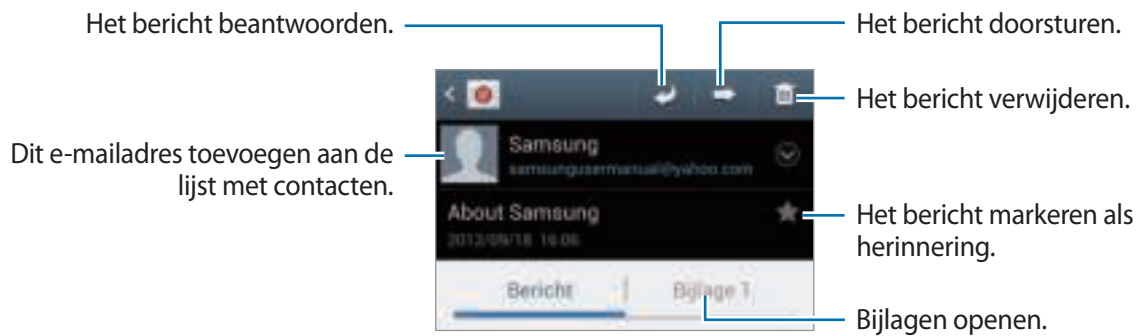 Het bericht beantwoorden.
Het bericht doorsturen.
Het bericht verwijderen.
Samsung
samsungusermanual@yahoo.com
Dit e-mailadres toevoegen aan de
lijst met contacten.
About Samsung
2012/09/18 16:06
Het bericht markeren als
herinnering.
Bericht
Bijlage 1
Bijlagen openen.